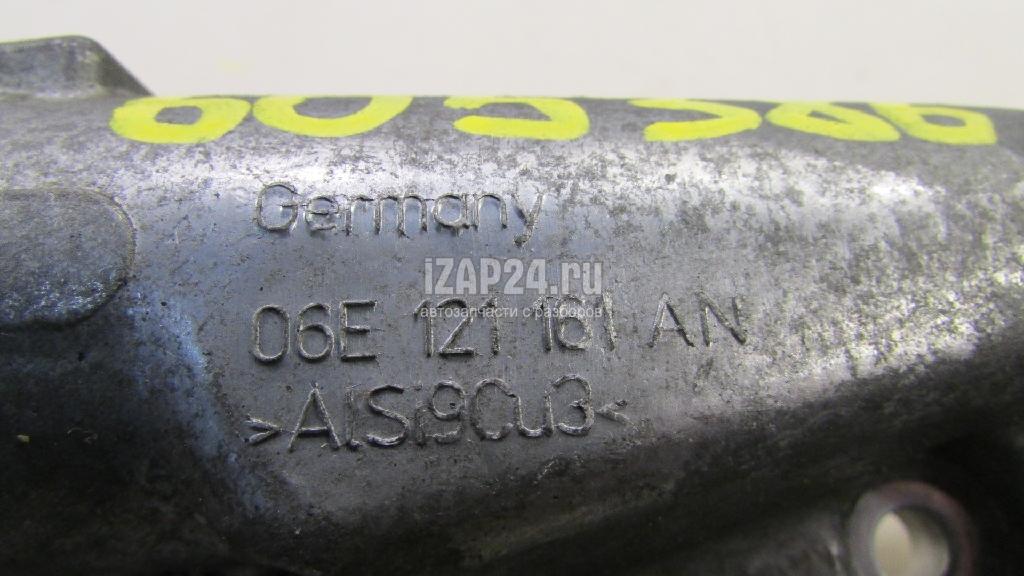 Germany
iZAP24.ru
автозапчасти с разборов
06E 121 161 AN
>AlSi9Cu3<